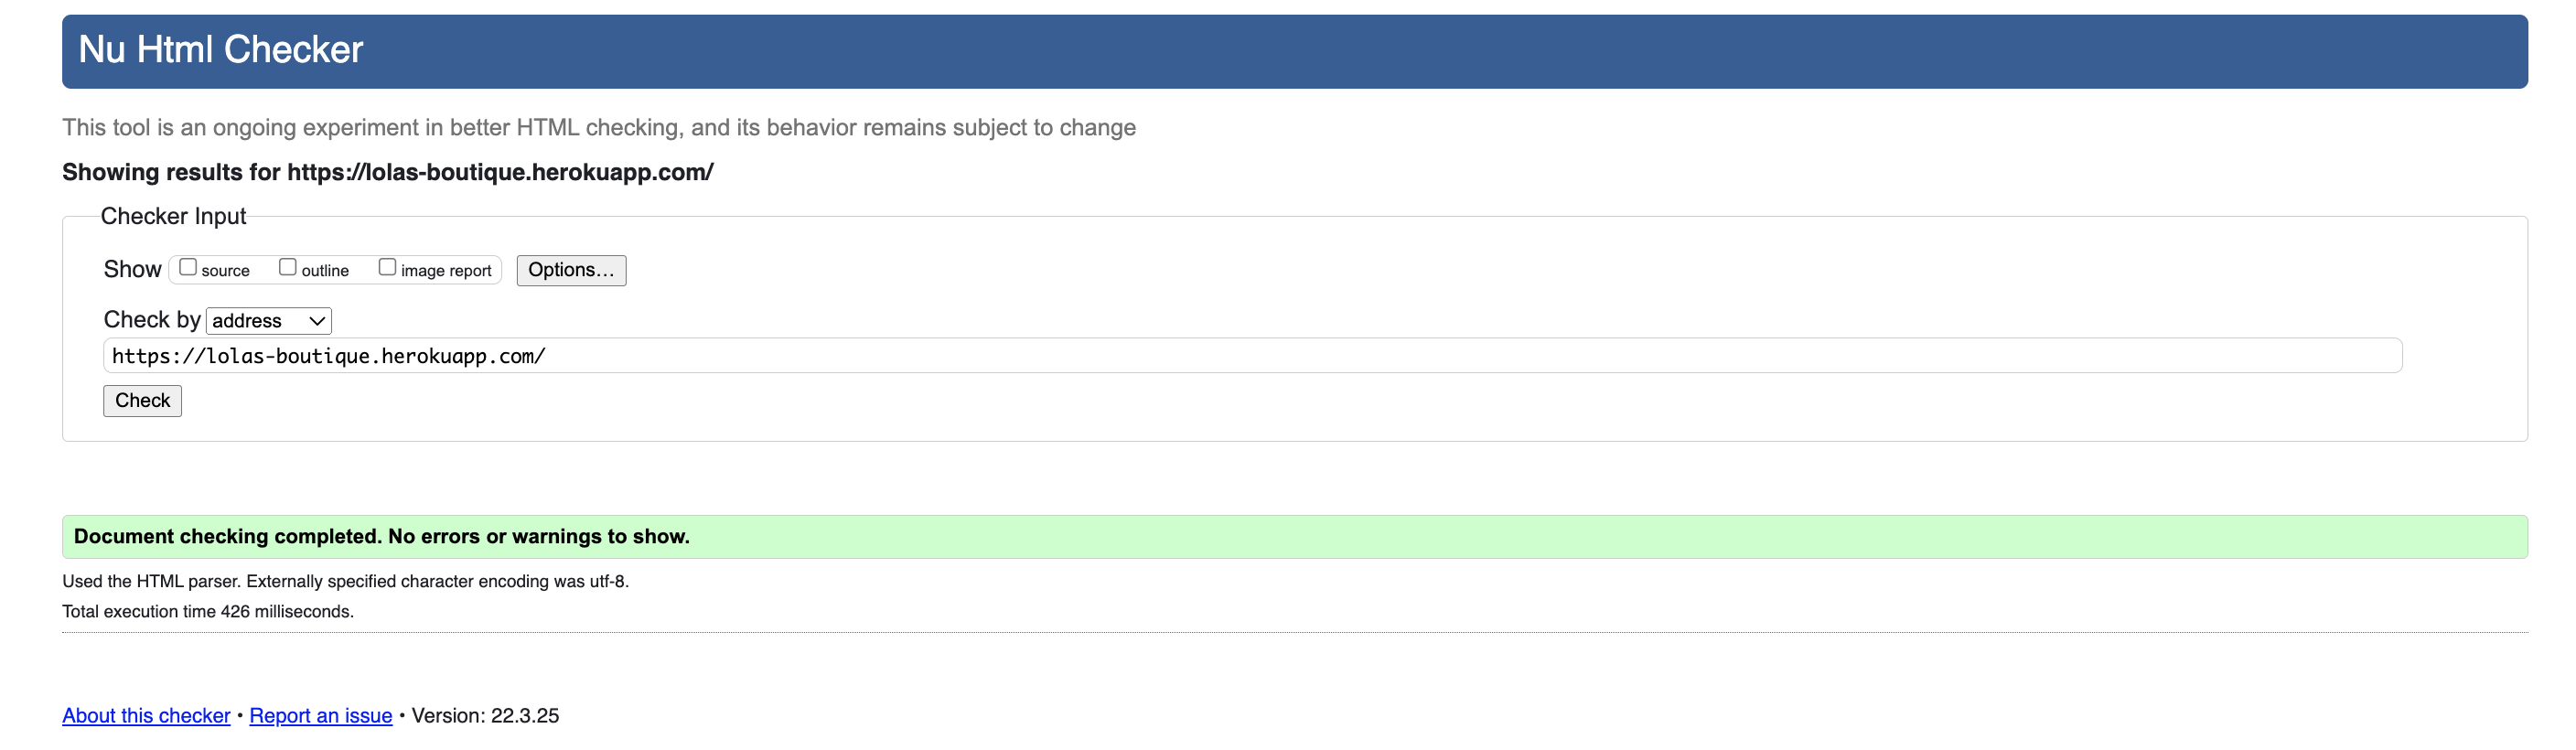 Nu Html Checker
This tool is an ongoing experiment in better HTML checking, and its behavior remains subject to change
Showing results for https://lolas-boutique.herokuapp.com/
Checker Input
Show source outline image report Options...
Check by address
https://lolas-boutique.herokuapp.com/
Check
Document checking completed. No errors or warnings to show.
Used the HTML parser. Externally specified character encoding was utf-8.
Total execution time 426 milliseconds.
About this checker • Report an issue • Version: 22.3.25